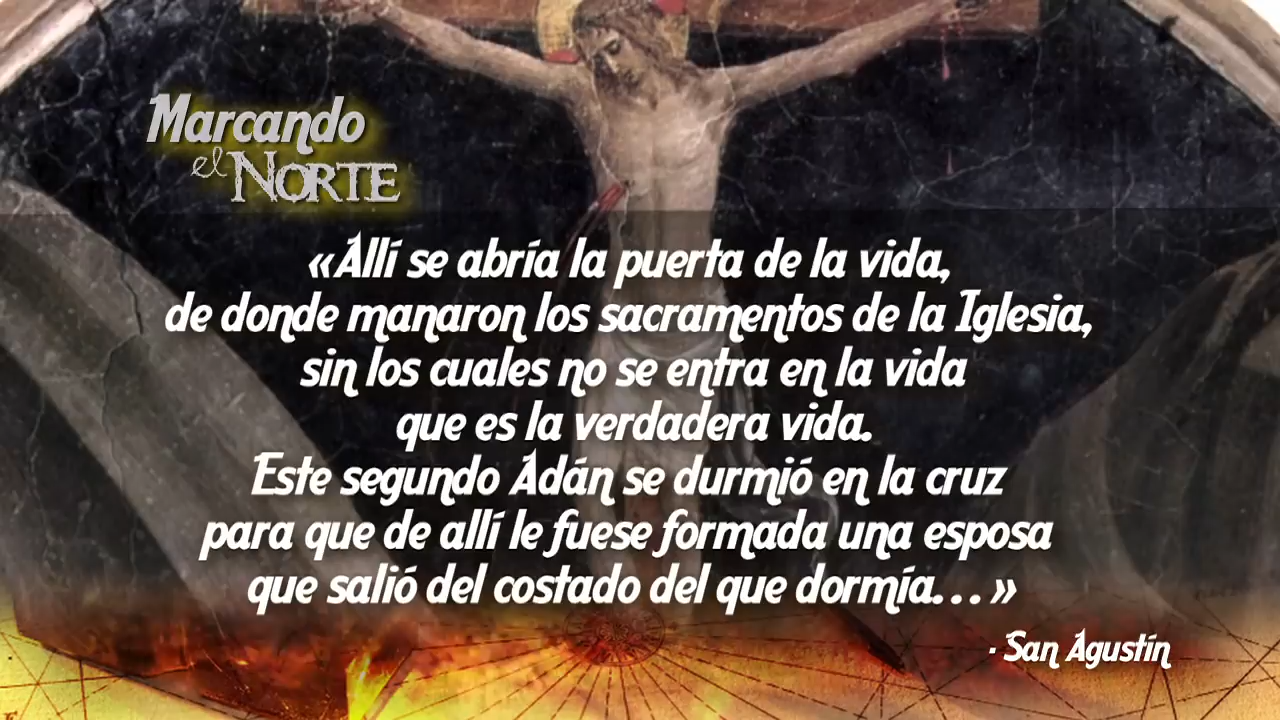 Marcando
el NORTE
«Allí se abría la puerta de la vida,
de donde manaron los sacramentos de la Iglesia,
sin los cuales no se entra en la vida
que es la verdadera vida.
Este segundo Adán se durmió en la cruz
para que de allí le fuese formada una esposa
que salió del costado del que dormía...»
· San Agustín